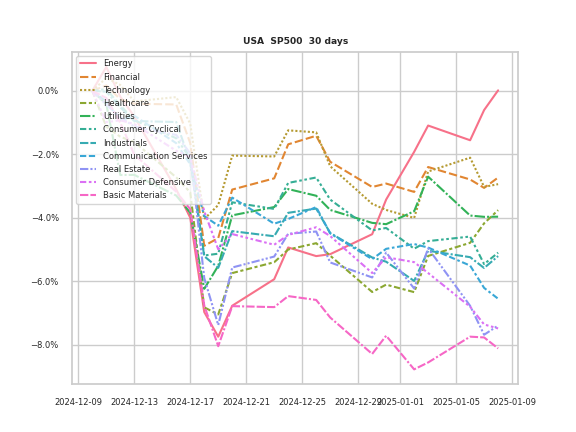 USA SP500 30 days
Energy
Financial
Technology
Healthcare
Utilities
Consumer Cyclical
Industrials
Communication Services
Real Estate
Consumer Defensive
Basic Materials
0.0%
−2.0%
−4.0%
−6.0%
−8.0%
2024-12-09 2024-12-13 2024-12-17 2024-12-21 2024-12-25 2024-12-29 2025-01-01 2025-01-05 2025-01-09